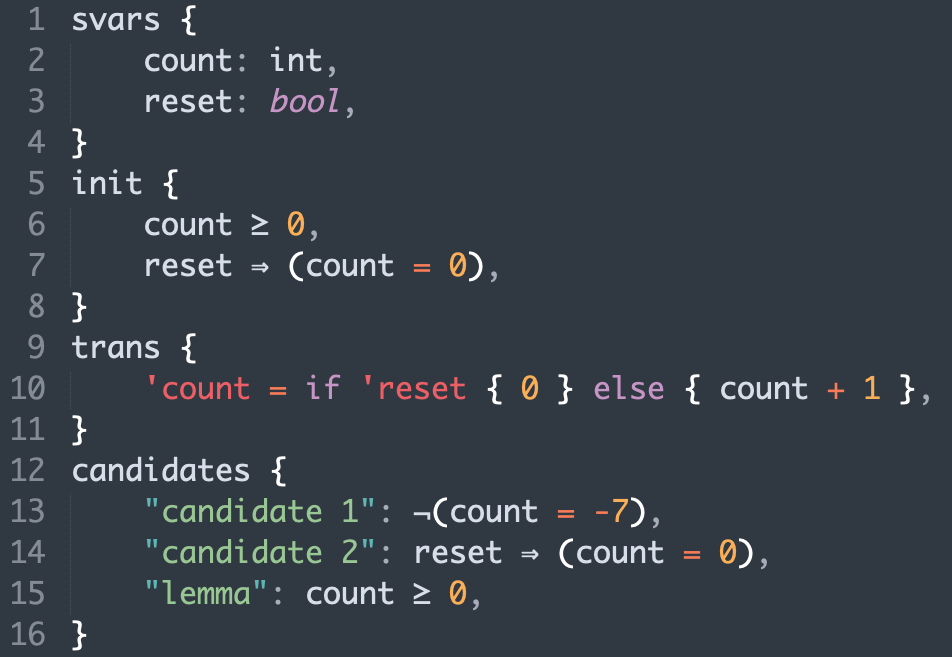 1 svars {
2     count: int,
3     reset: bool,
4 }
5 init {
6     count ≥ 0,
7     reset ⇒ (count = 0),
8 }
9 trans {
10     'count = if 'reset { 0 } else { count + 1 },
11 }
12 candidates {
13     "candidate 1": ¬(count = -7),
14     "candidate 2": reset ⇒ (count = 0),
15     "lemma": count ≥ 0,
16 }